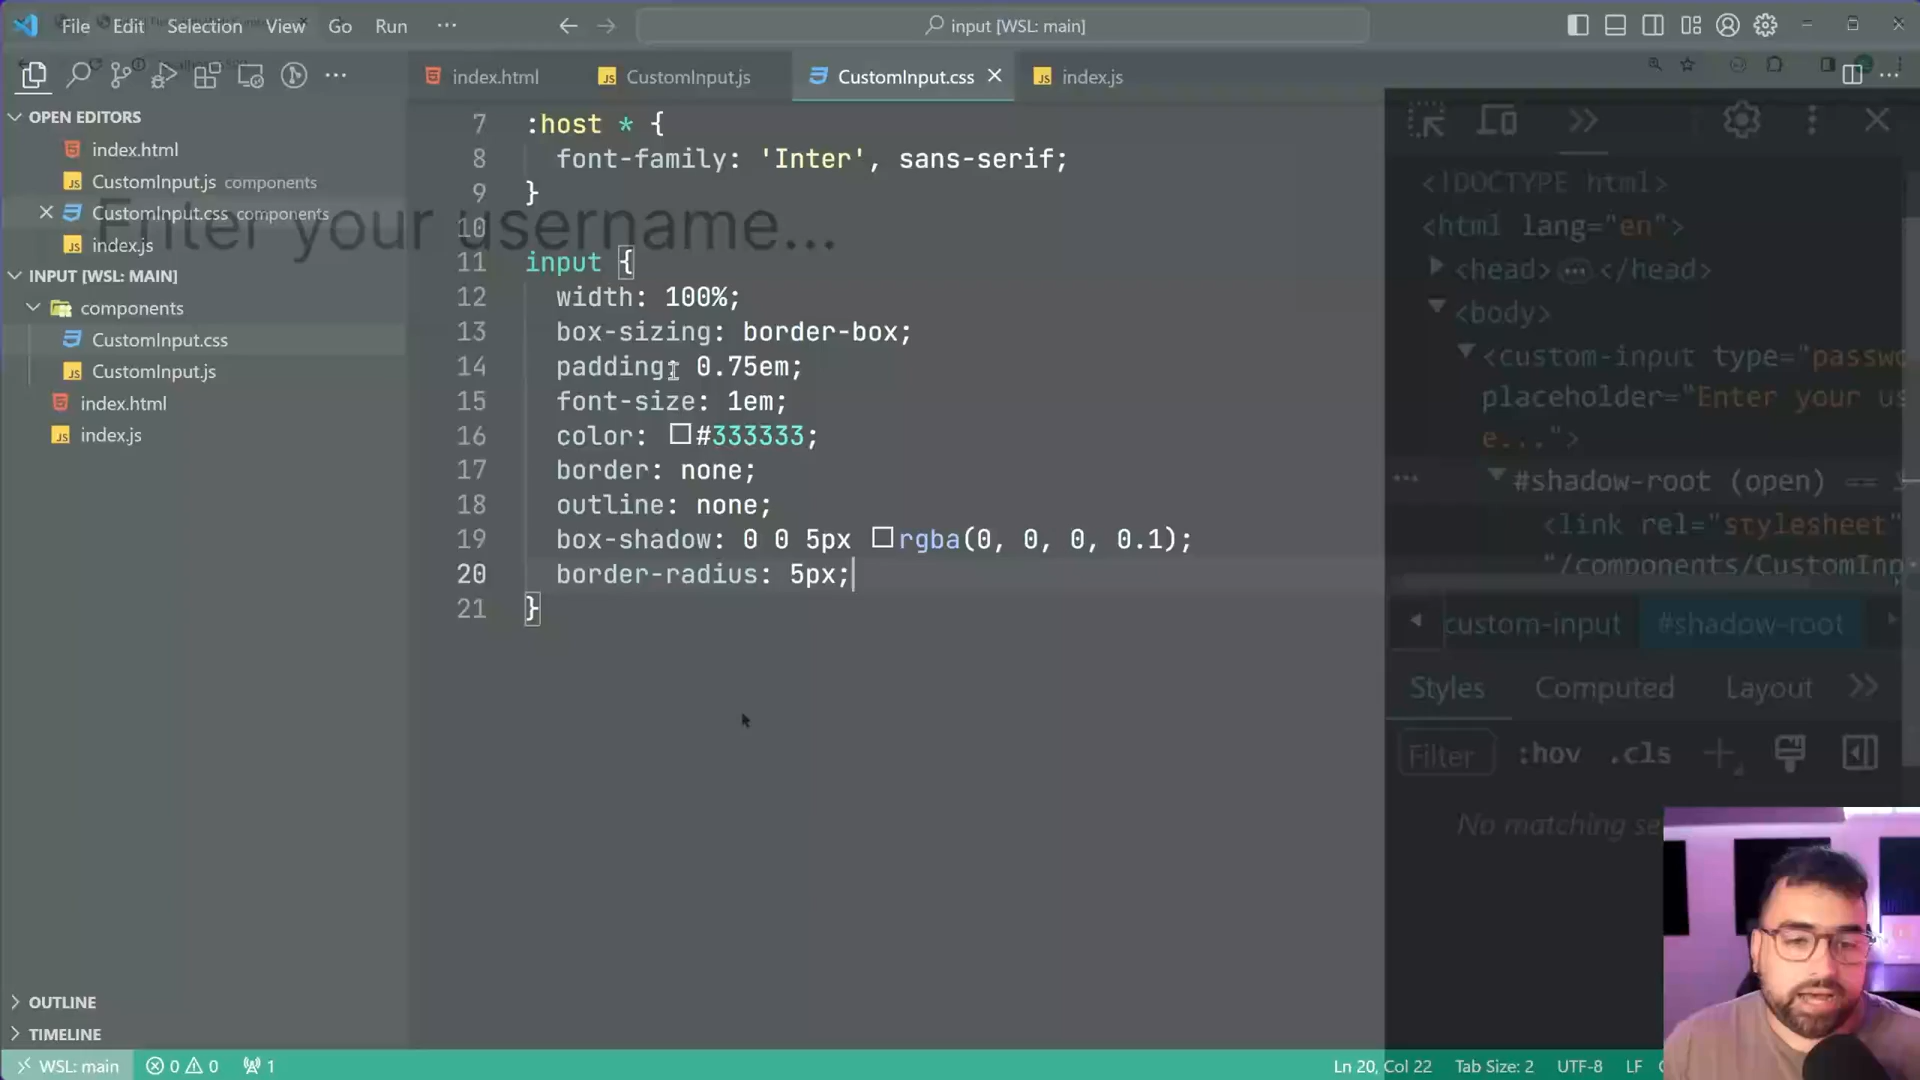 File Edit Selection View Go Run ...
input [WSL: main]
index.html
CustomInput.js
CustomInput.css
index.js
OPEN EDITORS
index.html
CustomInput.js components
CustomInput.css components
index.js
INPUT [WSL: MAIN]
components
CustomInput.css
CustomInput.js
index.html
index.js
OUTLINE
TIMELINE
Enter your username...
7 :host * {
8 font-family: 'Inter', sans-serif;
9 }
10
11 input {
12 width: 100%;
13 box-sizing: border-box;
14 padding: 0.75em;
15 font-size: 1em;
16 color: #333333;
17 border: none;
18 outline: none;
19 box-shadow: 0 0 5px rgba(0, 0, 0, 0.1);
20 border-radius: 5px;
21 }
<!DOCTYPE html>
<html lang="en">
<head> ... </head>
<body>
<custom-input type="passwo
placeholder="Enter your us
e...">
#shadow-root (open) ==
<link rel="stylesheet"
"/components/CustomInp
custom-input #shadow-root
Styles Computed Layout
Filter :hov .cls
No matching se
WSL: main 0 0 1
Ln 20, Col 22 Tab Size: 2 UTF-8 LF